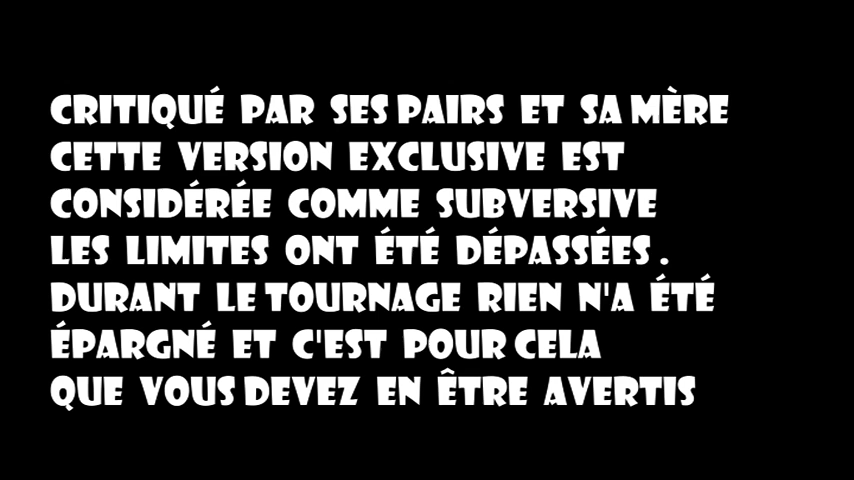 CRITIQUÉ PAR SES PAIRS ET SA MÈRE
CETTE VERSION EXCLUSIVE EST
CONSIDÉRÉE COMME SUBVERSIVE
LES LIMITES ONT ÉTÉ DÉPASSÉES .
DURANT LE TOURNAGE RIEN N'A ÉTÉ
ÉPARGNÉ ET C'EST POUR CELA
QUE VOUS DEVEZ EN ÊTRE AVERTIS